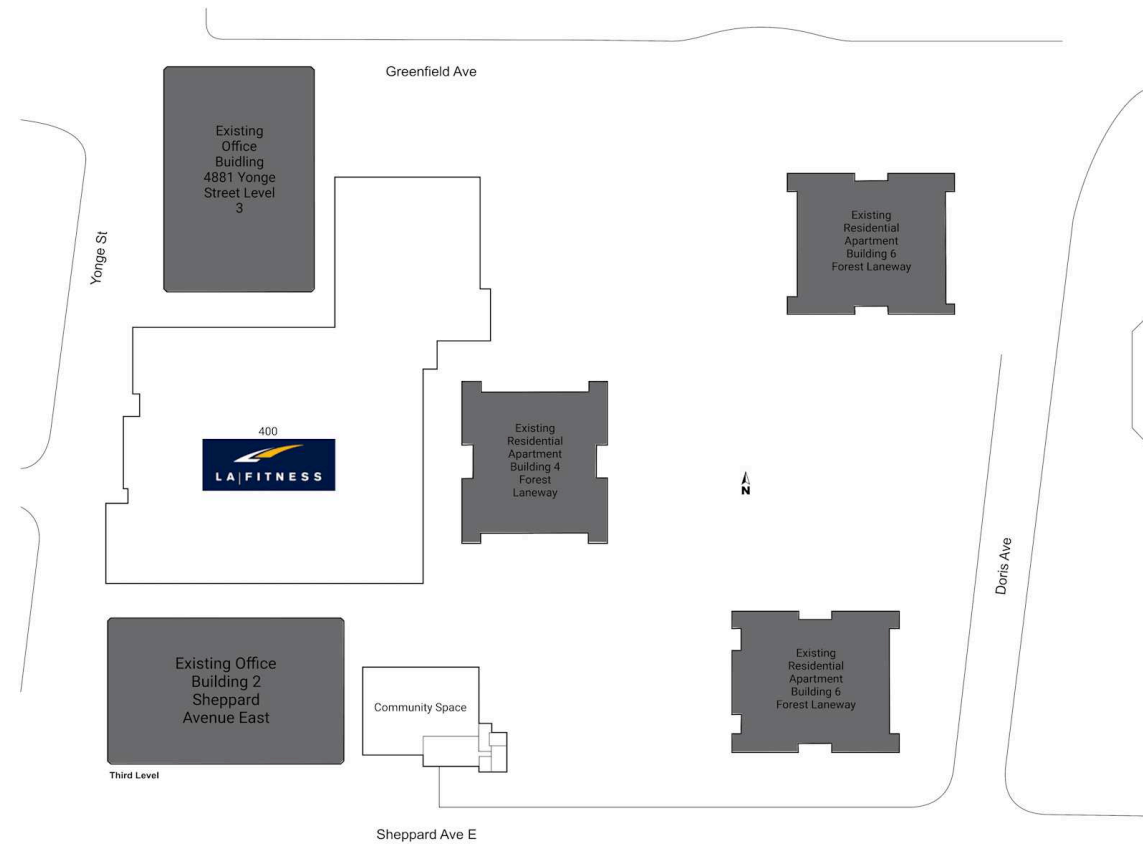 Greenfield Ave
Existing
Office
Buidling
4881 Yonge
Street Level
3
Yonge St
Existing
Residential
Apartment
Building 6
Forest Laneway
400
LA|FITNESS
Existing
Residential
Apartment
Building 4
Forest
Laneway
N
Doris Ave
Existing Office
Building 2
Sheppard
Avenue East
Third Level
Community Space
Existing
Residential
Apartment
Building 6
Forest Laneway
Sheppard Ave E